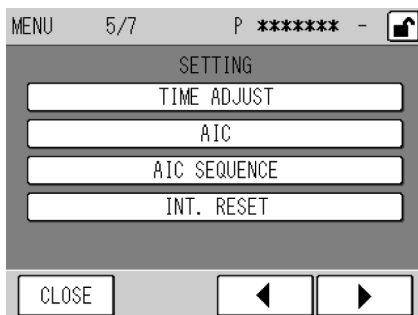 MENU 5/7 P ******* -
SETTING
TIME ADJUST
AIC
AIC SEQUENCE
INT. RESET
CLOSE